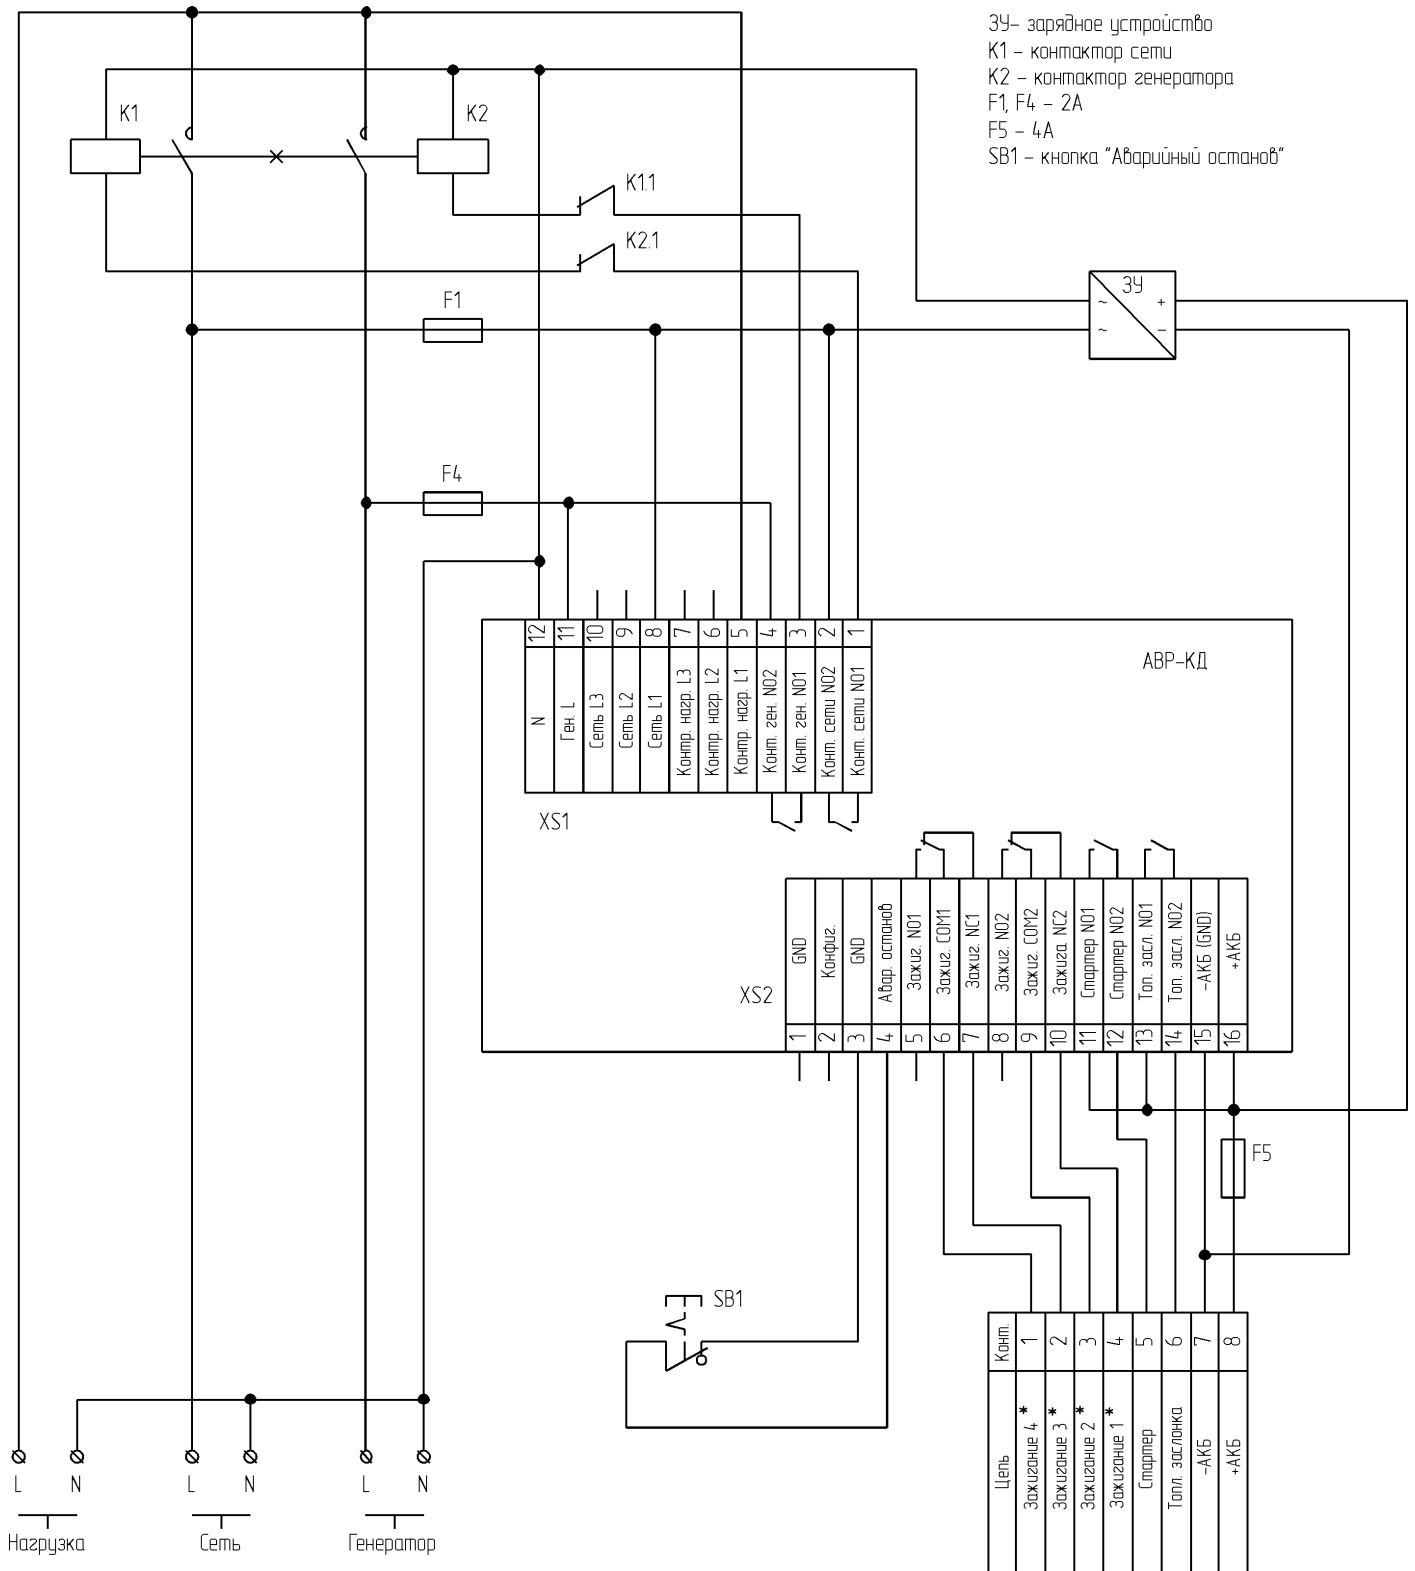 ЗУ- зарядное устройство
К1 - контактор сети
К2 - контактор генератора
F1, F4 - 2А
F5 - 4А
SB1 - кнопка "Аварийный останов"
К1
К2
К1.1
К2.1
ЗУ
~ +
~ −
F1
F4
АВР-КД
12
11
10
9
8
7
6
5
4
3
2
1
N
Ген. L
Сеть L3
Сеть L2
Сеть L1
Контр. нагр. L3
Контр. нагр. L2
Контр. нагр. L1
Конт. ген. NO2
Конт. ген. NO1
Конт. сети NO2
Конт. сети NO1
XS1
XS2
GND
Конфиг.
GND
Авар. останов
Зажиг. NO1
Зажиг. COM1
Зажиг. NC1
Зажиг. NO2
Зажиг. COM2
Зажига. NC2
Стартер NO1
Стартер NO2
Топ. засл. NO1
Топ. засл. NO2
-АКБ (GND)
+АКБ
1
2
3
4
5
6
7
8
9
10
11
12
13
14
15
16
F5
SB1
Конт.
1
2
3
4
5
6
7
8
Цепь
Зажигание 4*
Зажигание 3*
Зажигание 2*
Зажигание 1*
Стартер
Топл. заслонка
-АКБ
+АКБ
L N L N L N
Нагрузка Сеть Генератор